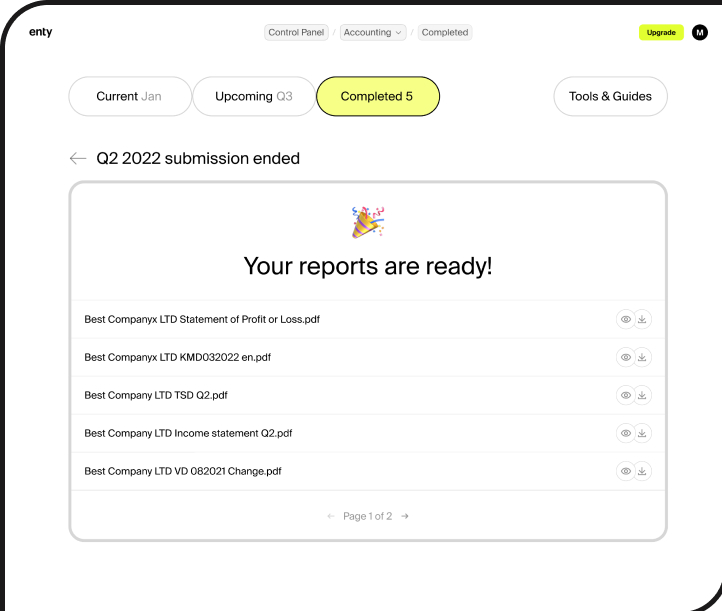 enty
Control Panel / Accounting / Completed
Upgrade
M
Current Jan
Upcoming Q3
Completed 5
Tools & Guides
Q2 2022 submission ended
Your reports are ready!
Best Companyx LTD Statement of Profit or Loss.pdf
Best Companyx LTD KMD032022 en.pdf
Best Company LTD TSD Q2.pdf
Best Company LTD Income statement Q2.pdf
Best Company LTD VD 082021 Change.pdf
Page 1 of 2